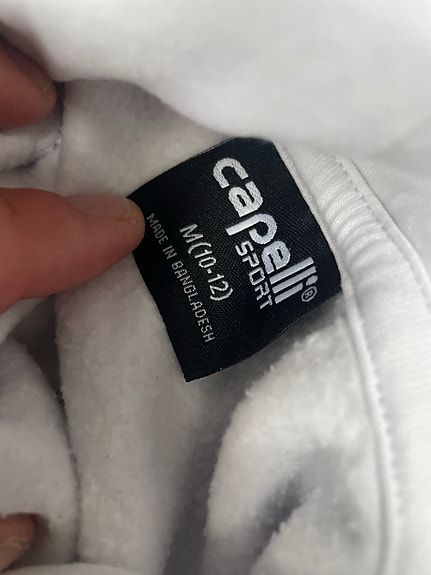 capelli®
SPORT
M(10-12)
MADE IN BANGLADESH